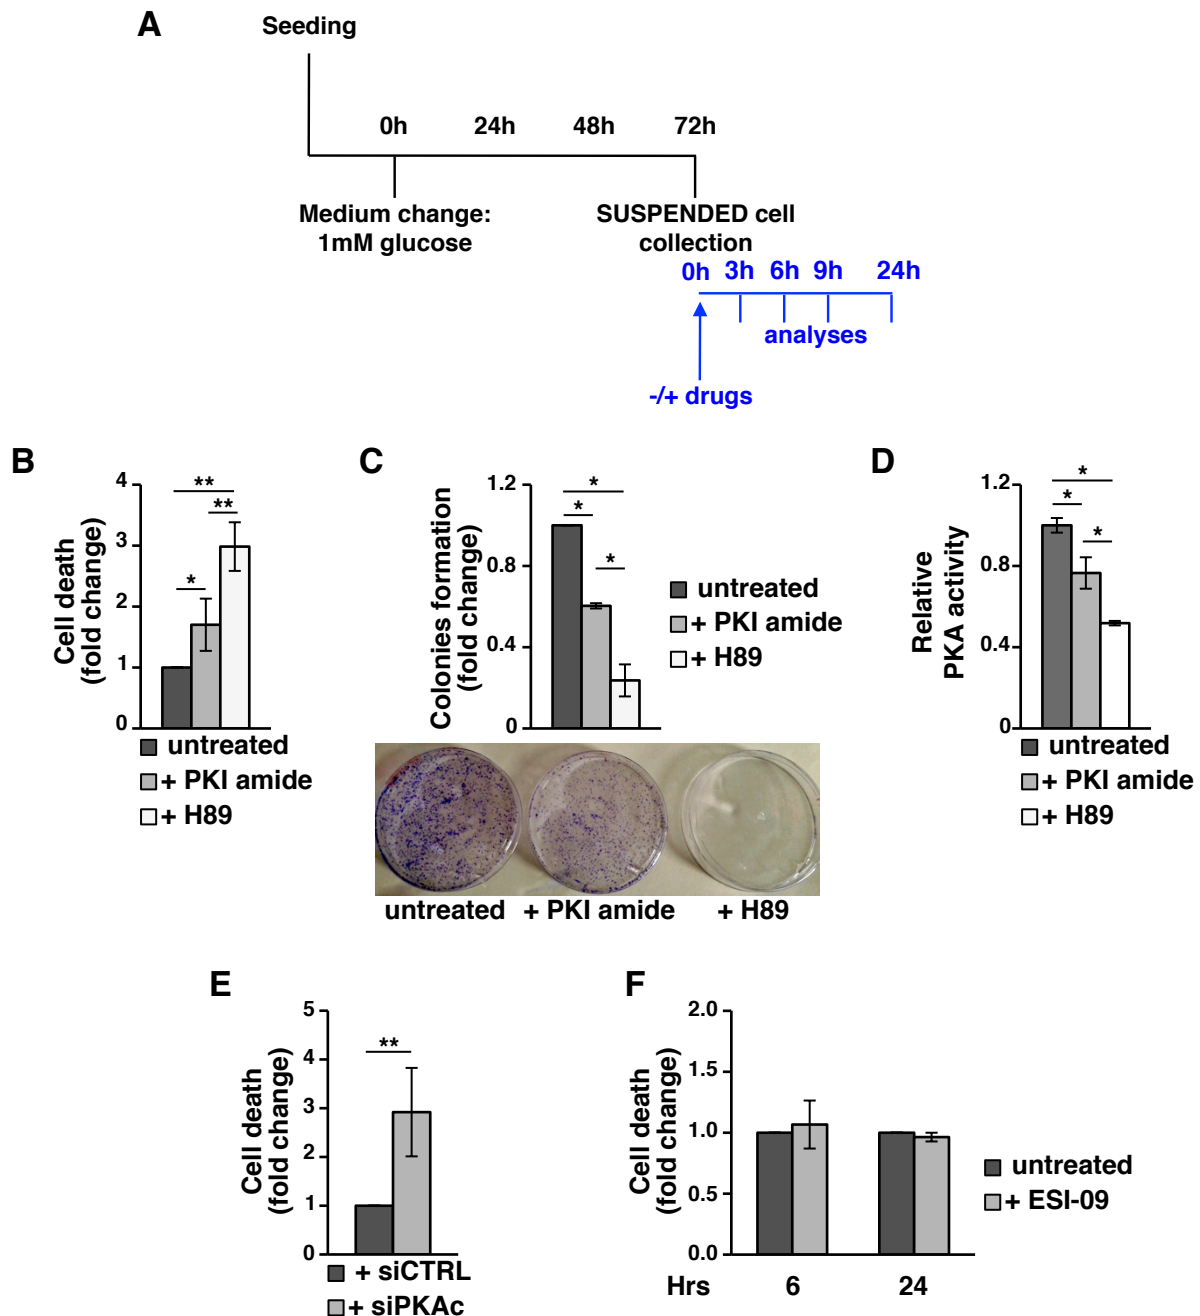 A
Seeding
0h 24h 48h 72h
Medium change:
1mM glucose
SUSPENDED cell
collection
0h 3h 6h 9h 24h
analyses
-/+ drugs
B
Cell death
(fold change)
4
3
2
1
0
**
**
*
untreated
+ PKI amide
+ H89
C
Colonies formation
(fold change)
1.2
0.8
0.4
0
*
*
*
untreated
+ PKI amide
+ H89
untreated + PKI amide + H89
D
Relative
PKA activity
1.2
0.8
0.4
0
*
*
*
untreated
+ PKI amide
+ H89
E
Cell death
(fold change)
5
4
3
2
1
0
**
+ siCTRL
+ siPKAc
F
Cell death
(fold change)
2.0
1.5
1.0
0.5
0.0
Hrs 6 24
untreated
+ ESI-09